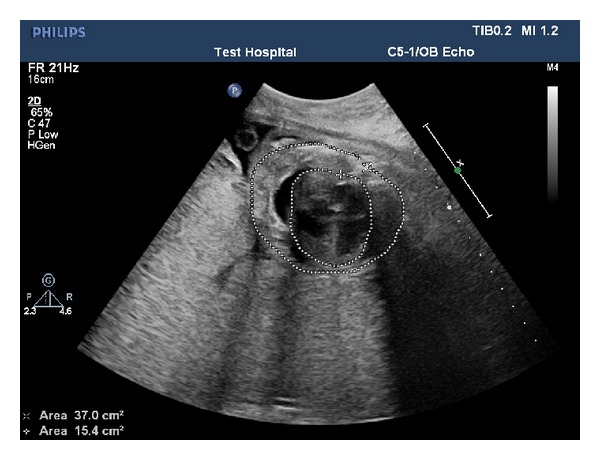 PHILIPS
TIB0.2 MI 1.2
Test Hospital
C5-1/OB Echo
FR 21Hz
16cm
M4
2D
65%
C 47
P Low
HGen
P
G
P R
2.3 4.6
Area 37.0 cm²
Area 15.4 cm²